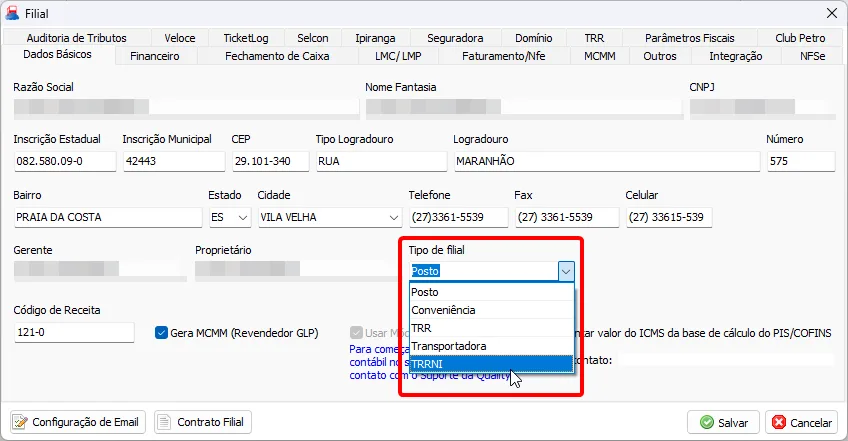 Filial
Auditoria de Tributos Veloce TicketLog Selcon Ipiranga Seguradora Domínio TRR Parâmetros Fiscais Club Petro
Dados Básicos Financeiro Fechamento de Caixa LMC/ LMP Faturamento/Nfe MCMM Outros Integração NFSe
Razão Social Nome Fantasia CNPJ
Inscrição Estadual Inscrição Municipal CEP Tipo Logradouro Logradouro Número
082.580.09-0 42443 29.101-340 RUA MARANHÃO 575
Bairro Estado Cidade Telefone Fax Celular
PRAIA DA COSTA ES VILA VELHA (27)3361-5539 (27) 3361-5539 (27) 33615-539
Gerente Proprietário Tipo de filial
Posto
Posto
Código de Receita Conveniência
121-0 Gera MCMM (Revendedor GLP) Usar TRR valor do ICMS da base de cálculo do PIS/COFINS
Para Transportadora
contábil no TRRNI contato:
contato com o Suporte da Quality
Configuração de Email Contrato Filial Salvar Cancelar